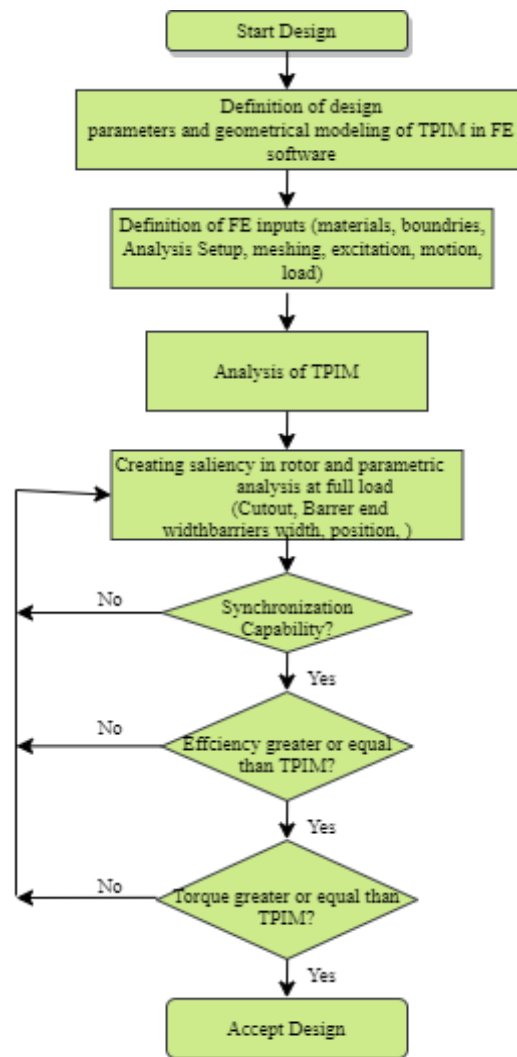 Start Design
Definition of design
parameters and geometrical modeling of TPIM in FE
software
Definition of FE inputs (materials, boundries,
Analysis Setup, meshing, excitation, motion,
load)
Analysis of TPIM
Creating saliency in rotor and parametric
analysis at full load
(Cutout, Barrer end
widthbarriers width, position, )
No
Synchronization
Capability?
Yes
No
Effciency greater or equal
than TPIM?
Yes
No
Torque greater or equal than
TPIM?
Yes
Accept Design